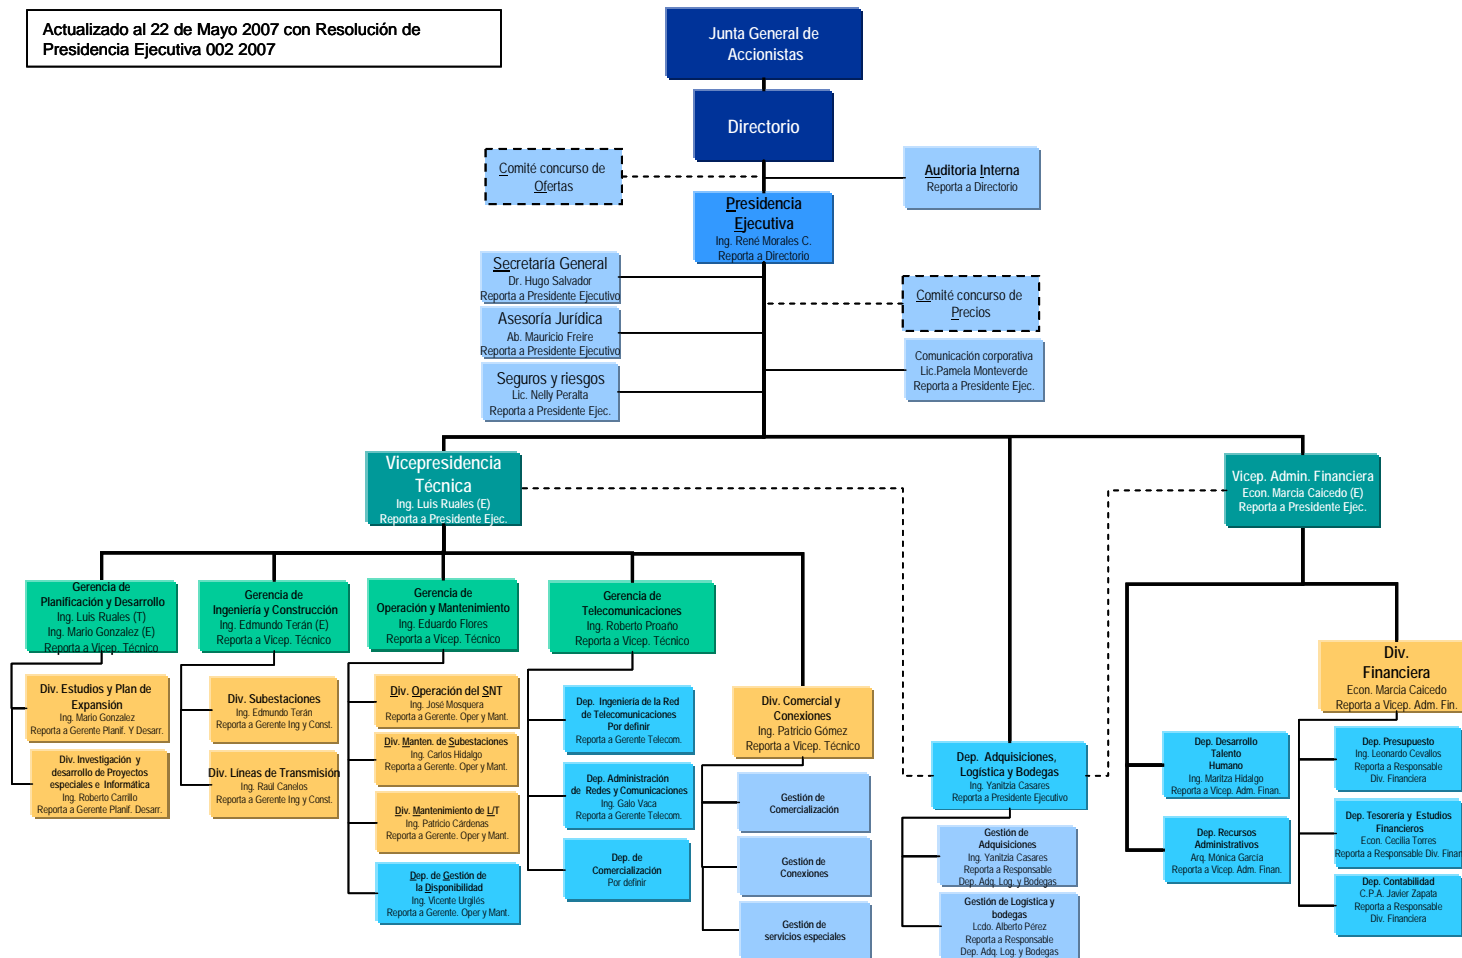 Actualizado al 22 de Mayo 2007 con Resolución de
Presidencia Ejecutiva 002 2007
Junta General de
Accionistas
Directorio
Comité concurso de
Ofertas
Auditoria Interna
Reporta a Directorio
Presidencia
Ejecutiva
Ing. René Morales C.
Reporta a Directorio
Secretaría General
Dr. Hugo Salvador
Reporta a Presidente Ejecutivo
Comité concurso de
Precios
Asesoría Jurídica
Ab. Mauricio Freire
Reporta a Presidente Ejecutivo
Comunicación corporativa
Lic.Pamela Monteverde
Reporta a Presidente Ejec.
Seguros y riesgos
Lic. Nelly Peralta
Reporta a Presidente Ejec.
Vicepresidencia
Técnica
Ing. Luis Ruales (E)
Reporta a Presidente Ejec.
Vicep. Admin. Financiera
Econ. Marcia Caicedo (E)
Reporta a Presidente Ejec.
Gerencia de
Planificación y Desarrollo
Ing. Luis Ruales (T)
Ing. Mario Gonzalez (E)
Reporta a Vicep. Técnico
Gerencia de
Ingeniería y Construcción
Ing. Edmundo Terán (E)
Reporta a Vicep. Técnico
Gerencia de
Operación y Mantenimiento
Ing. Eduardo Flores
Reporta a Vicep. Técnico
Gerencia de
Telecomunicaciones
Ing. Roberto Proaño
Reporta a Vicep. Técnico
Div. Estudios y Plan de
Expansión
Ing. Mario Gonzalez
Reporta a Gerente Planif. Y Desarr.
Div. Investigación y
desarrollo de Proyectos
especiales e Informática
Ing. Roberto Carrillo
Reporta a Gerente Planif. Desarr.
Div. Subestaciones
Ing. Edmundo Terán
Reporta a Gerente Ing y Const.
Div. Líneas de Transmisión
Ing. Raúl Canelos
Reporta a Gerente Ing y Const.
Div. Operación del SNT
Ing. José Mosquera
Reporta a Gerente. Oper y Mant.
Div. Manten. de Subestaciones
Ing. Carlos Hidalgo
Reporta a Gerente. Oper y Mant.
Div. Mantenimiento de L/T
Ing. Patricio Cárdenas
Reporta a Gerente. Oper y Mant.
Dep. de Gestión de
la Disponibilidad
Ing. Vicente Urgilés
Reporta a Gerente. Oper y Mant.
Dep. Ingeniería de la Red
de Telecomunicaciones
Por definir
Reporta a Gerente Telecom.
Dep. Administración
de Redes y Comunicaciones
Ing. Galo Vaca
Reporta a Gerente Telecom.
Dep. de
Comercialización
Por definir
Div. Comercial y
Conexiones
Ing. Patricio Gómez
Reporta a Vicep. Técnico
Gestión de
Comercialización
Gestión de
Conexiones
Gestión de
servicios especiales
Dep. Adquisiciones,
Logística y Bodegas
Ing. Yanitzia Casares
Reporta a Presidente Ejecutivo
Gestión de
Adquisiciones
Ing. Yanitzia Casares
Reporta a Responsable
Dep. Adq. Log. y Bodegas
Gestión de Logística y
bodegas
Lcdo. Alberto Pérez
Reporta a Responsable
Dep. Adq. Log. y Bodegas
Div.
Financiera
Econ. Marcia Caicedo
Reporta a Vicep. Adm. Fin.
Dep. Desarrollo
Talento
Humano
Ing. Maritza Hidalgo
Reporta a Vicep. Adm. Finan.
Dep. Recursos
Administrativos
Arq. Mónica García
Reporta a Vicep. Adm. Finan.
Dep. Presupuesto
Ing. Leonardo Cevallos
Reporta a Responsable
Div. Financiera
Dep. Tesorería y Estudios
Financieros
Econ. Cecilia Torres
Reporta a Responsable Div. Finan
Dep. Contabilidad
C.P.A. Javier Zapata
Reporta a Responsable
Div. Financiera